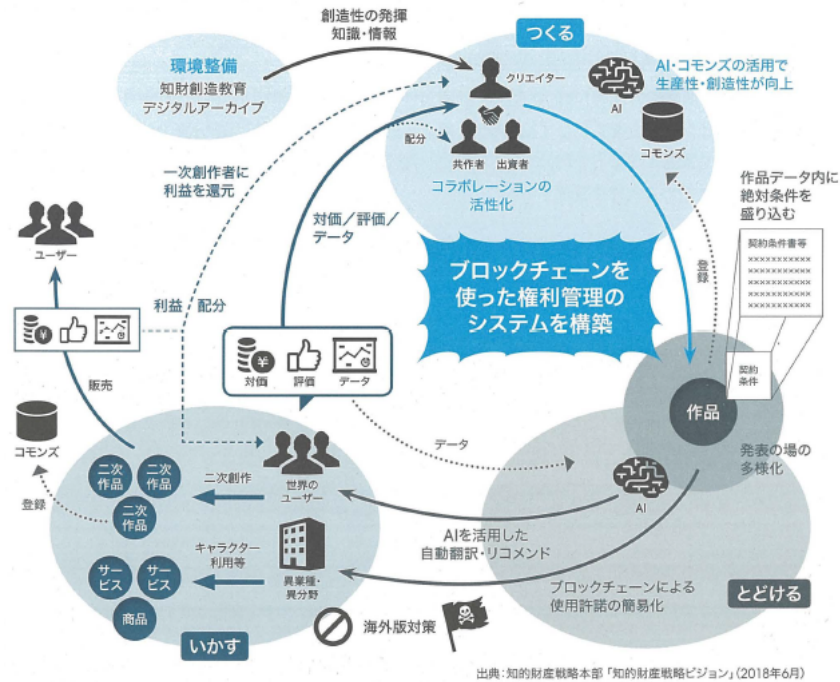 創造性の発揮
知識・情報
つくる
環境整備
知財創造教育
デジタルアーカイブ
クリエイター
AI・コモンズの活用で
生産性・創造性が向上
AI
コモンズ
配分
共作者
出資者
コラボレーションの
活性化
一次創作者に
利益を還元
対価／評価／
データ
作品データ内に
絶対条件を
盛り込む
契約条件書等
×××××××××××
×××××××××××
×××××××××××
×××××××××××
×××××××××××
ユーザー
ブロックチェーンを
使った権利管理の
システムを構築
登録
利益
配分
¥
契約
条件
販売
¥
対価
評価
データ
作品
コモンズ
データ
発表の場の
多様化
二次
作品
二次
作品
二次創作
世界の
ユーザー
AI
登録
二次
作品
AIを活用した
自動翻訳・リコメンド
キャラクター
利用等
サー
ビス
サー
ビス
異業種・
異分野
ブロックチェーンによる
使用許諾の簡易化
とどける
商品
いかす
海外版対策
出典：知的財産戦略本部「知的財産戦略ビジョン」（2018年6月）